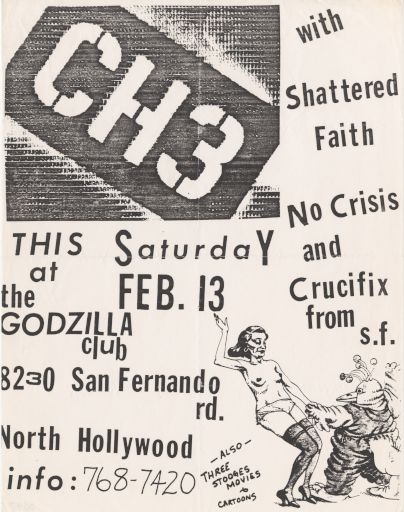 CH3
with
Shattered
Faith
No Crisis
and
Crucifix
from
s.f.
THIS SaturdaY
at
FEB. 13
the
GODZILLA
club
8230 San Fernando
rd.
North Hollywood
info: 768-7420
— ALSO —
THREE
STOOGES
MOVIES
&
CARTOONS